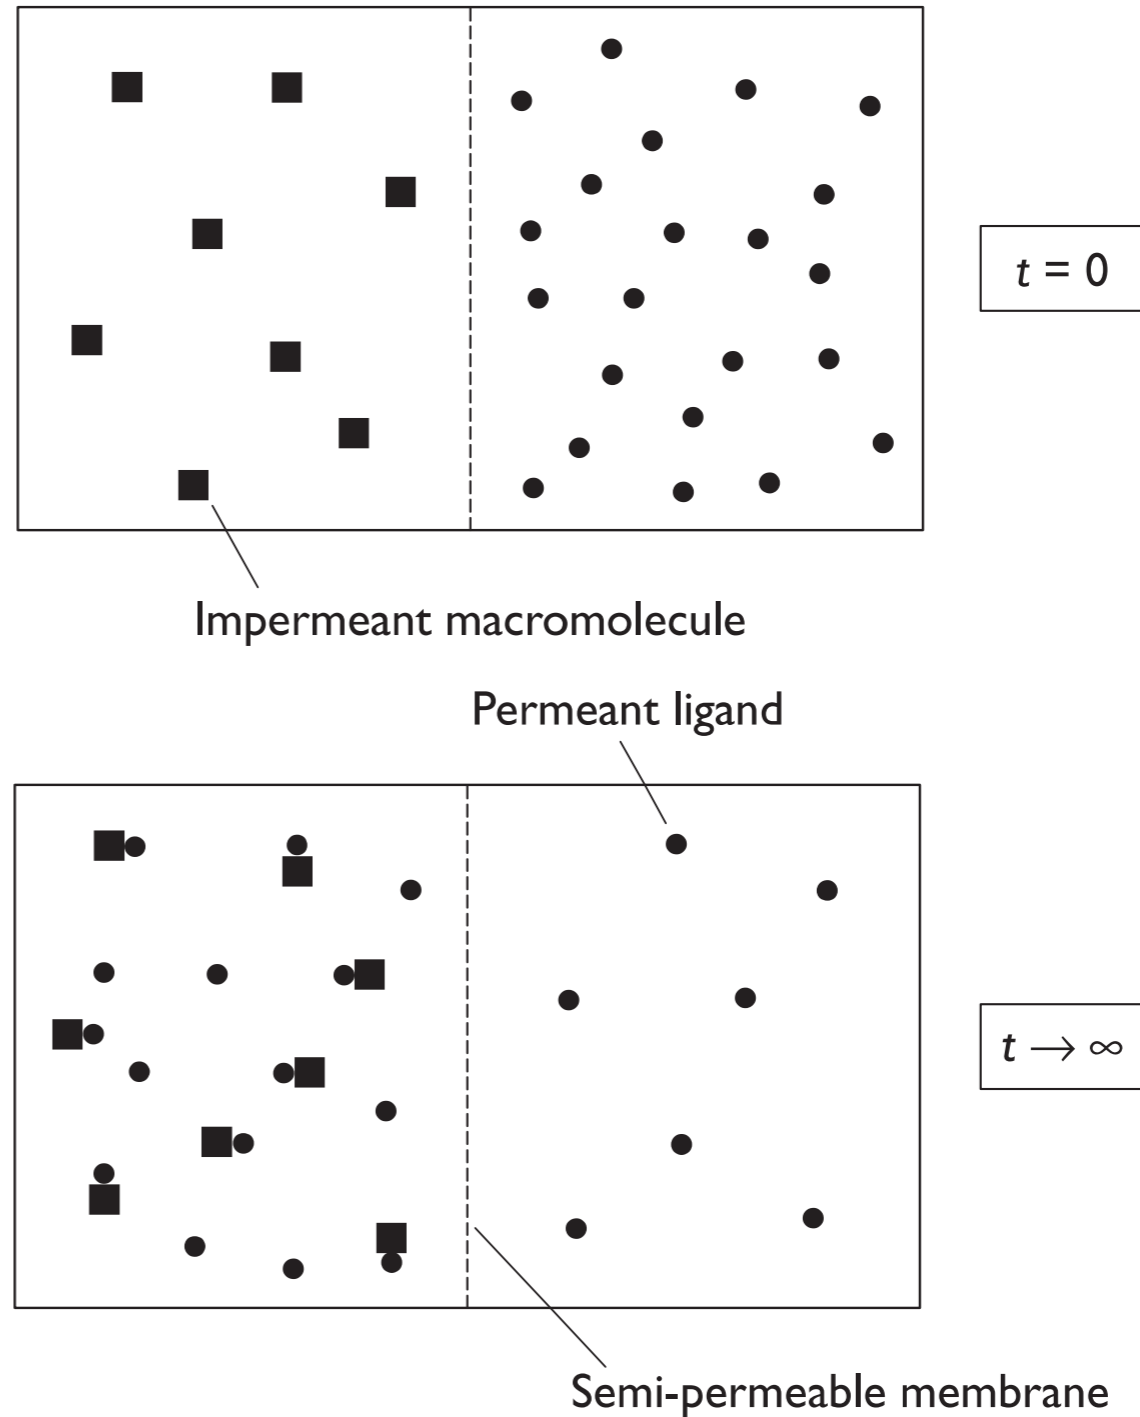 t = 0
Impermeant macromolecule
Permeant ligand
t → ∞
Semi-permeable membrane